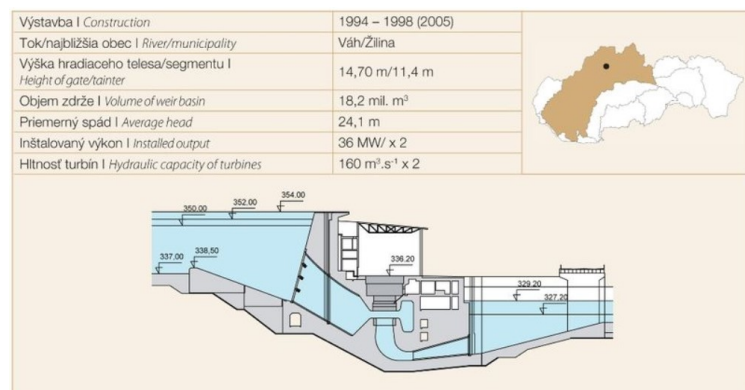 Výstavba I Construction 1994 – 1998 (2005)
Tok/najbližšia obec I River/municipality Váh/Žilina
Výška hradiaceho telesa/segmentu I
Height of gate/tainter 14,70 m/11,4 m
Objem zdrže I Volume of weir basin 18,2 mil. m³
Priemerný spád I Average head 24,1 m
Inštalovaný výkon I Installed output 36 MW/ x 2
Hltnosť turbín I Hydraulic capacity of turbines 160 m³.s⁻¹ x 2
354.00
352.00
350.00
337,00
338,50
336.20
329.20
327.20